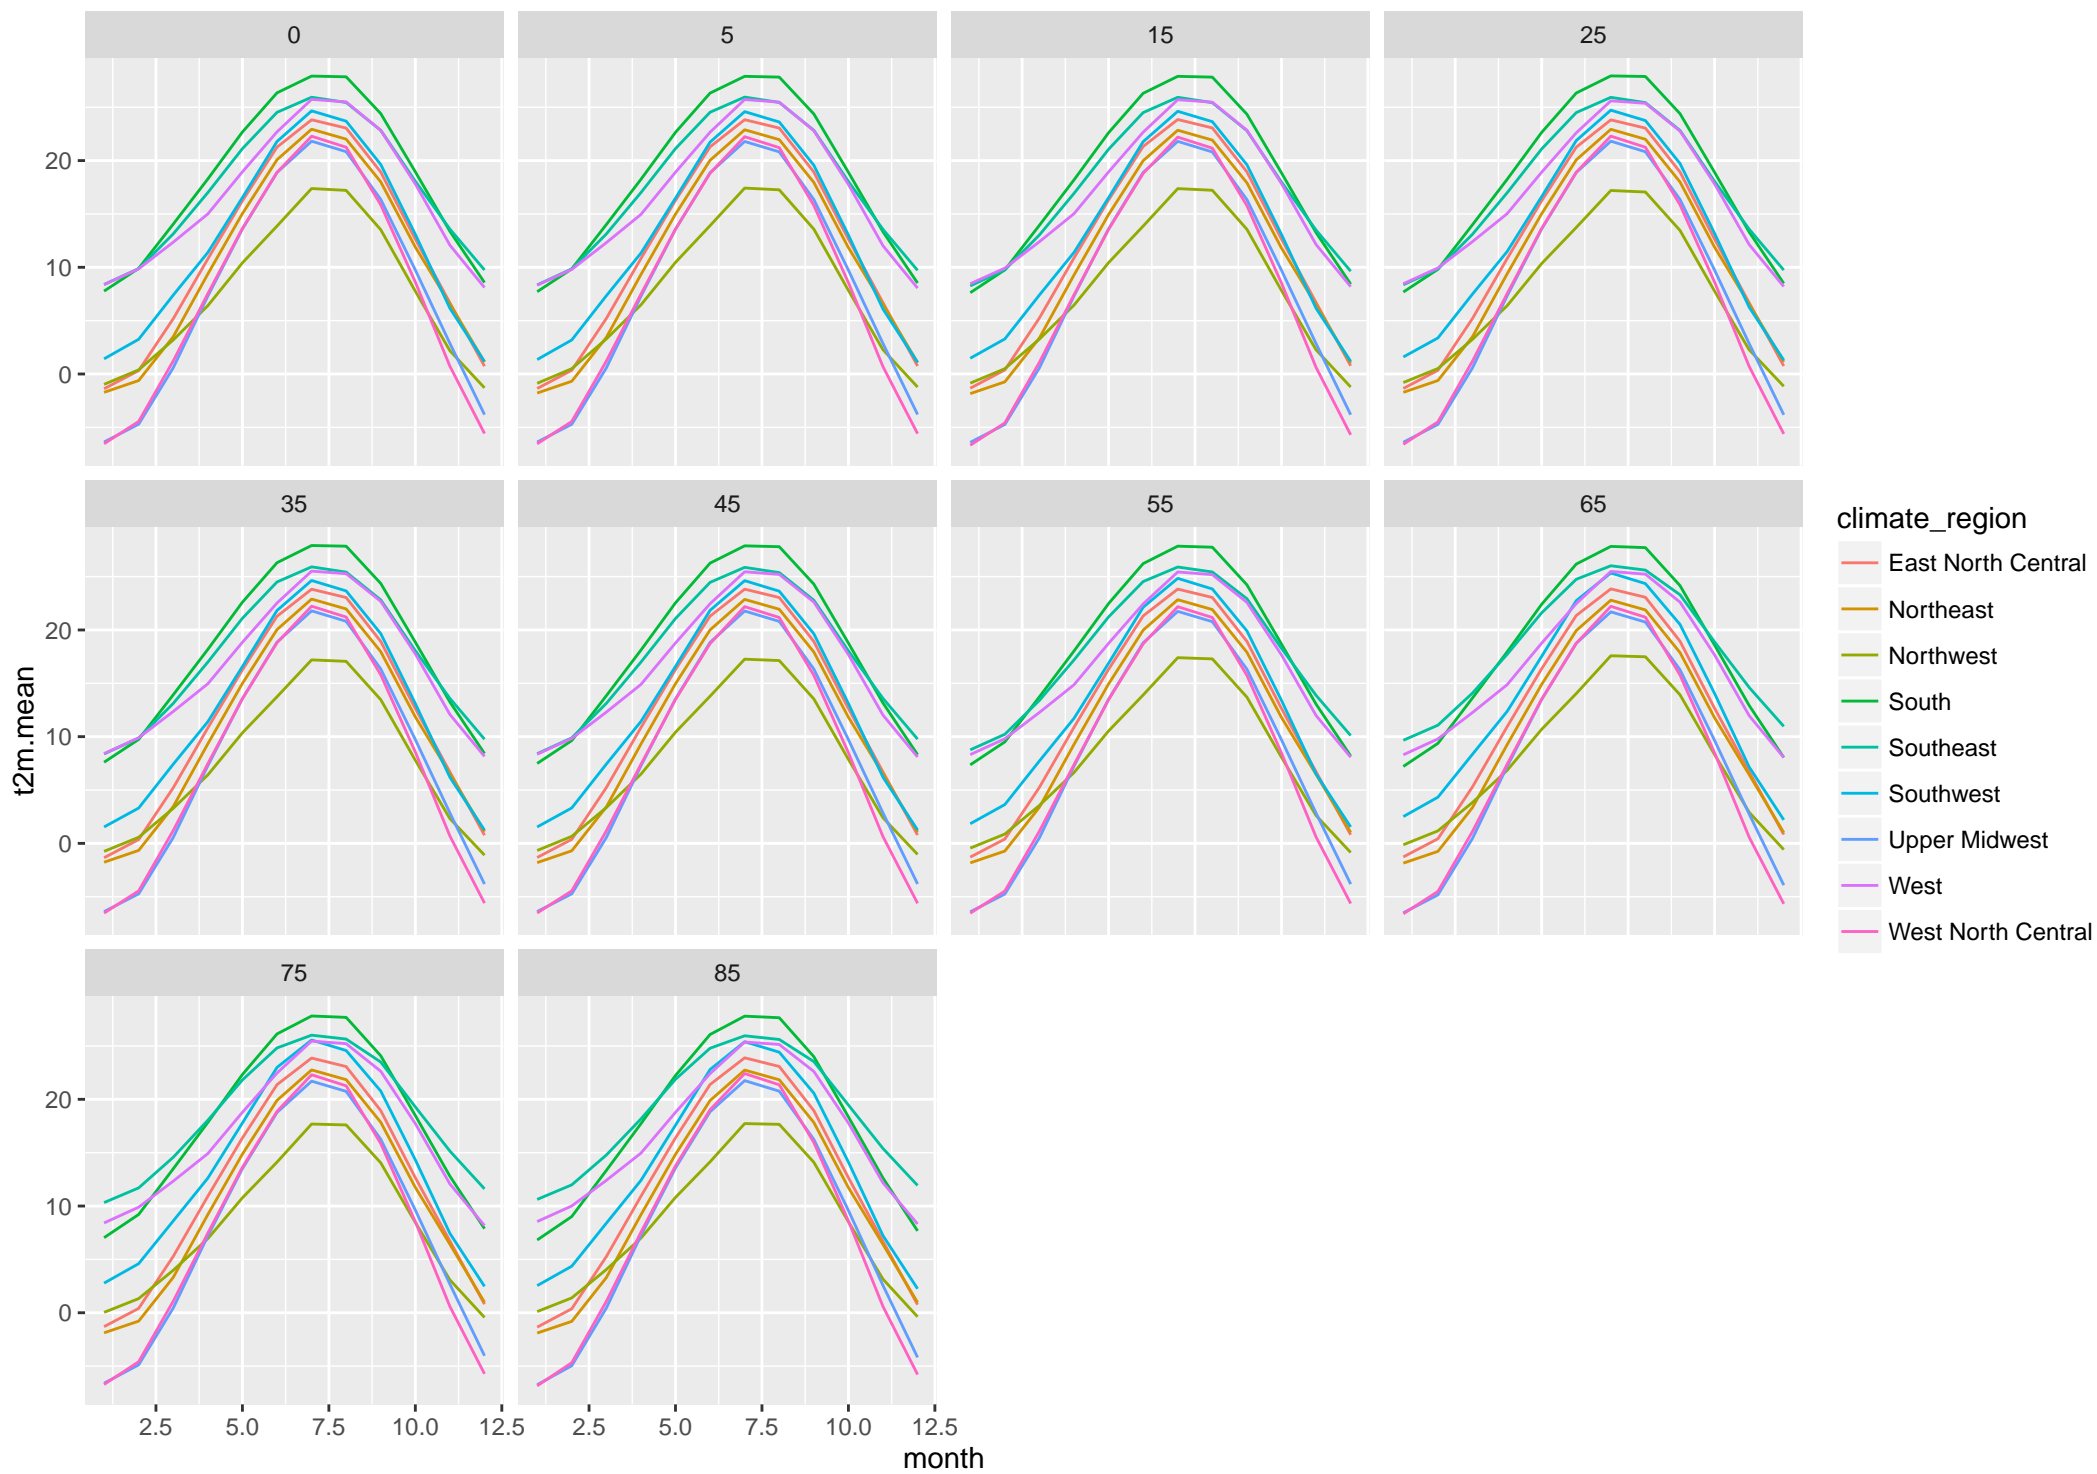 0 5 15 25
20
10
0
35 45 55 65
20
10
0
75 85
20
10
0
2.5 5.0 7.5 10.0 12.5 2.5 5.0 7.5 10.0 12.5
month
t2m.mean
climate_region
East North Central
Northeast
Northwest
South
Southeast
Southwest
Upper Midwest
West
West North Central